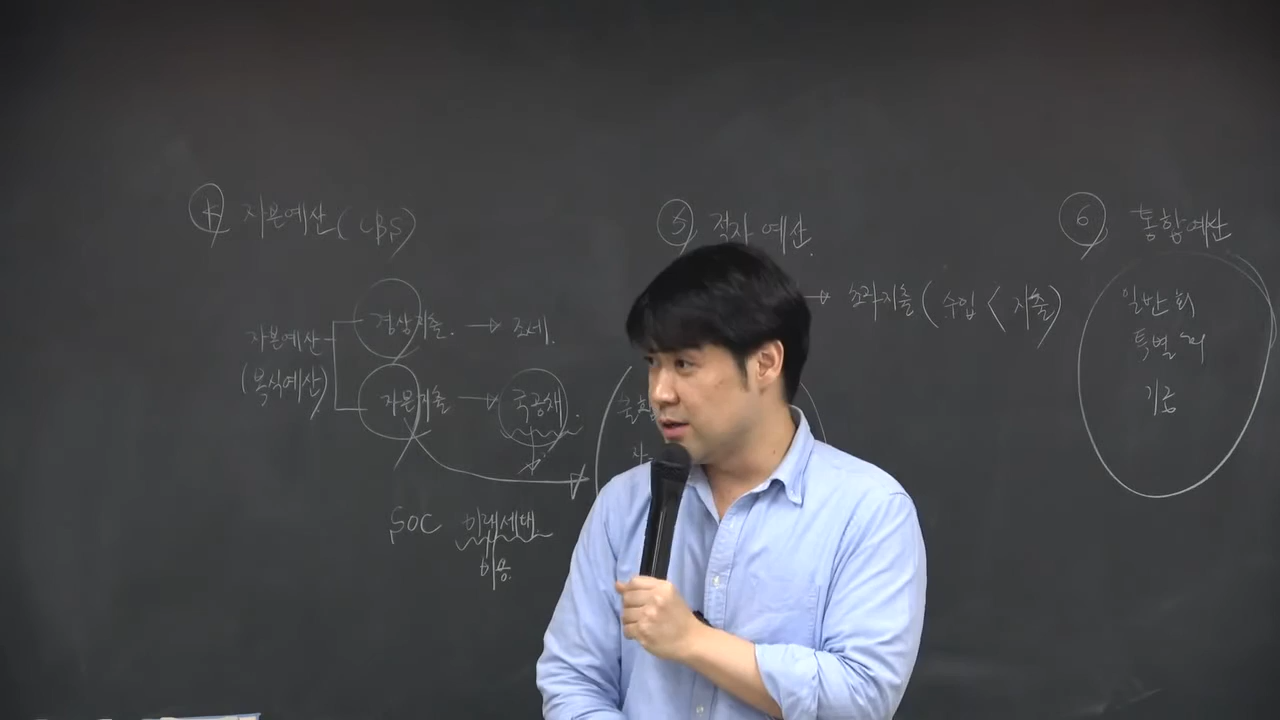 ④ 자본예산 (CBS)
자본예산
(복식예산)
경상지출. → 조세.
자본지출 → 국공채.
SOC 미래세대
비용.
⑤ 적자 예산.
→ 초과지출 (수입 < 지출)
⑥ 통합예산
일반회
특별회
기금